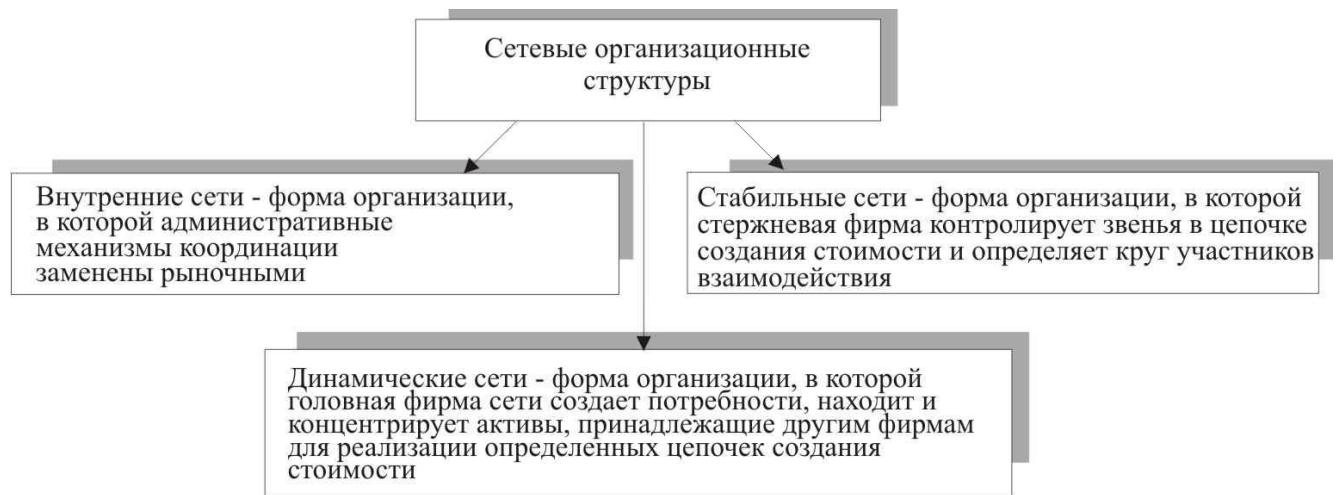 Сетевые организационные
структуры
Внутренние сети - форма организации,
в которой административные
механизмы координации
заменены рыночными
Стабильные сети - форма организации, в которой
стержневая фирма контролирует звенья в цепочке
создания стоимости и определяет круг участников
взаимодействия
Динамические сети - форма организации, в которой
головная фирма сети создает потребности, находит и
концентрирует активы, принадлежащие другим фирмам
для реализации определенных цепочек создания
стоимости